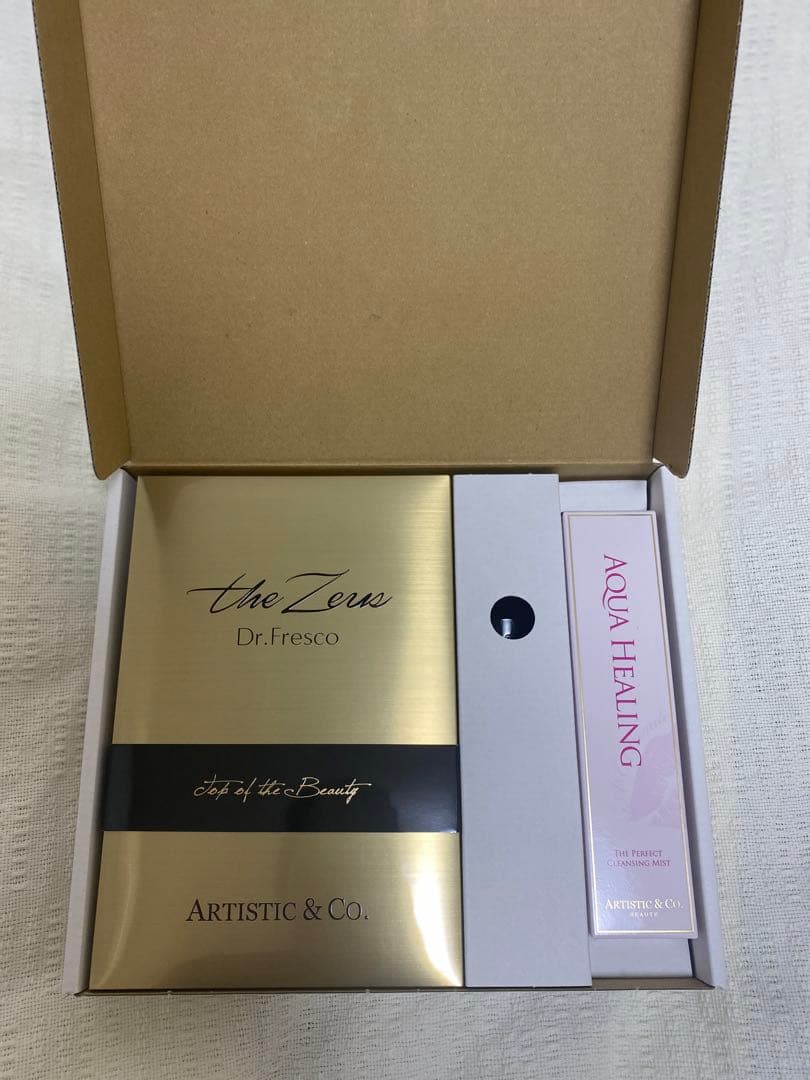 the Zeus
Dr.Fresco
Top of the Beauty
ARTISTIC & CO.
AQUA HEALING
THE PERFECT
CLEANSING MIST
ARTISTIC & CO.
BEAUTE